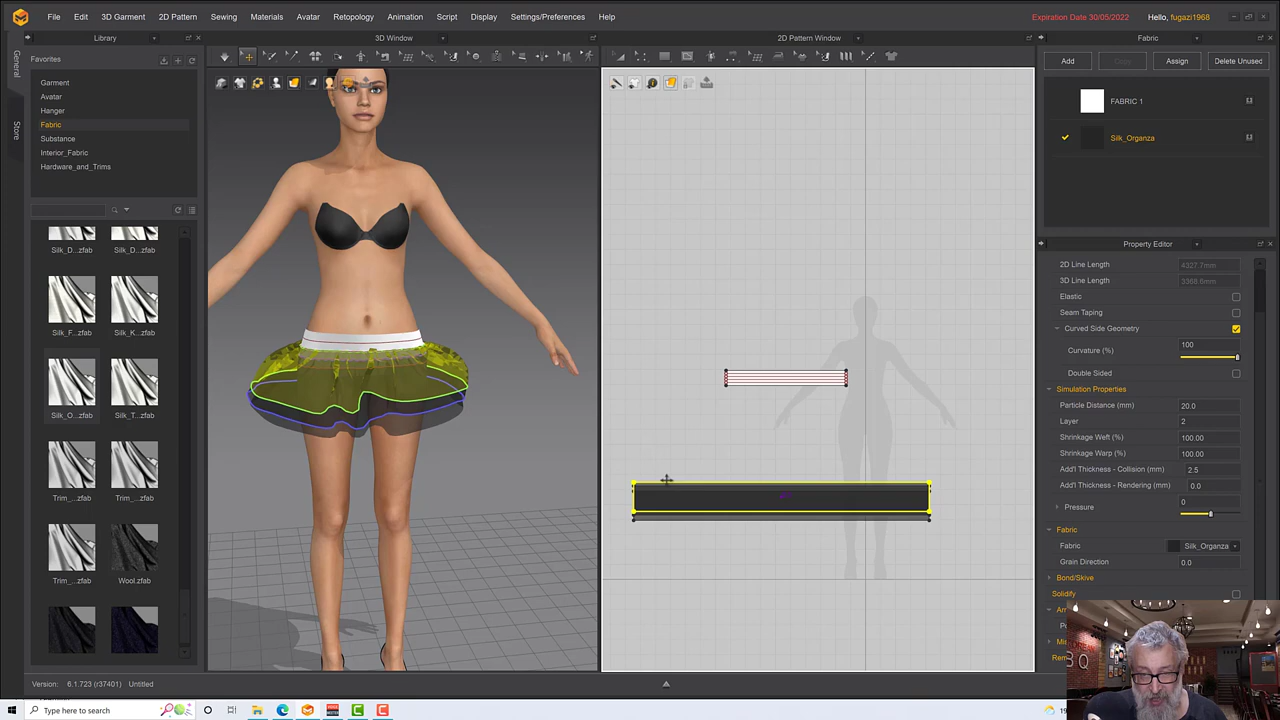 File Edit 3D Garment 2D Pattern Sewing Materials Avatar Retopology Animation Script Display Settings/Preferences Help
Expiration Date 30/05/2022 Hello, fugazi1968
Library 3D Window 2D Pattern Window Fabric
General
Store
Favorites
Garment
Avatar
Hanger
Fabric
Substance
Interior_Fabric
Hardware_and_Trims
Silk_D...zfab Silk_D...zfab
Silk_F...zfab Silk_K...zfab
Silk_O...zfab Silk_T...zfab
Trim_...zfab Trim_...zfab
Trim_...zfab Wool.zfab
Add Copy Assign Delete Unused
FABRIC 1
Silk_Organza
Property Editor
2D Line Length 4327.7mm
3D Line Length
Elastic
Seam Taping
Curved Side Geometry
Curvature (%) 100
Double Sided
Simulation Properties
Particle Distance (mm) 20.0
Layer 2
Shrinkage Weft (%) 100.00
Shrinkage Warp (%) 100.00
Add'l Thickness - Collision (mm) 2.5
Add'l Thickness - Rendering (mm) 0.0
Pressure 0
Fabric
Fabric Silk_Organza
Grain Direction 0.0
Bond/Skive
Solidify
Version: 6.1.723 (r37401) Untitled
Type here to search